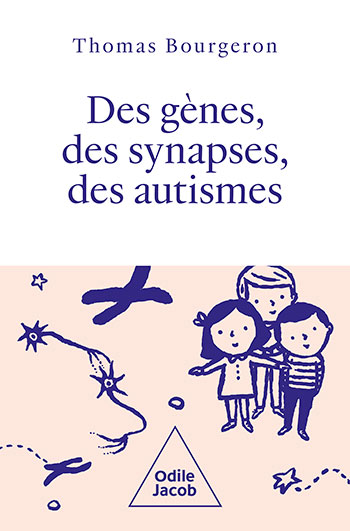 Thomas Bourgeron
Des gènes,
des synapses,
des autismes
Odile
Jacob